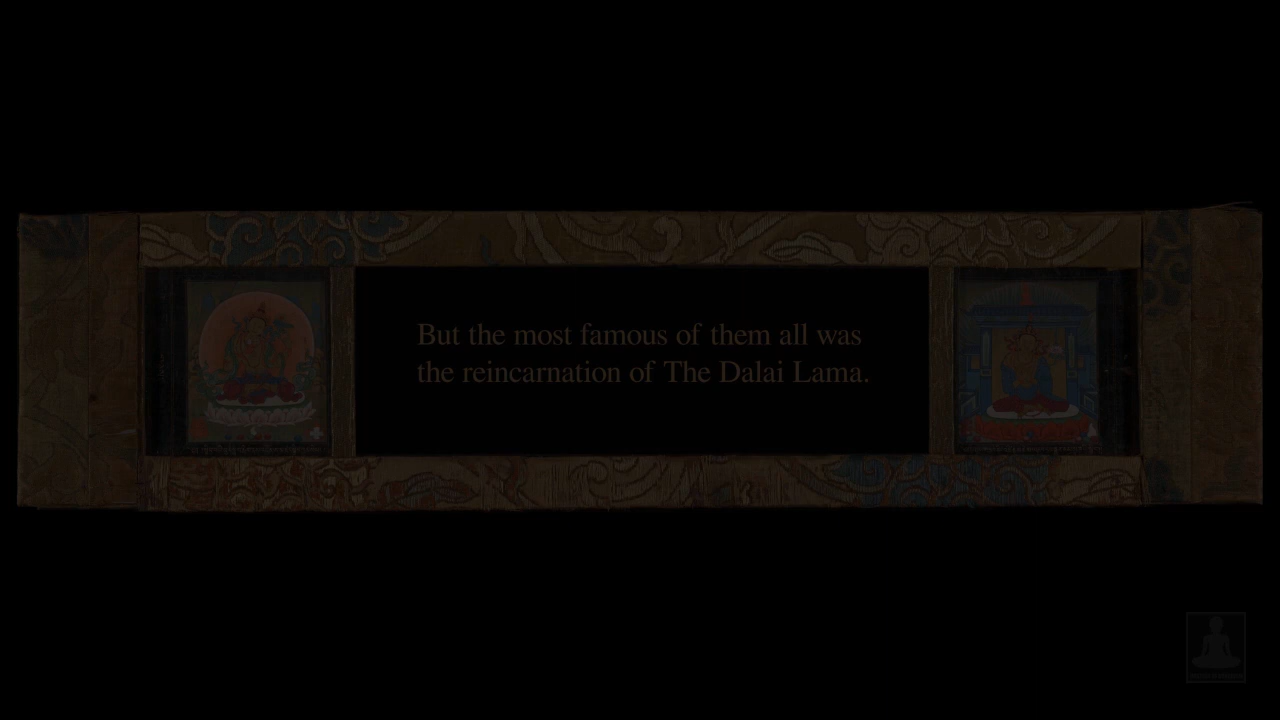 But the most famous of them all was
the reincarnation of The Dalai Lama.